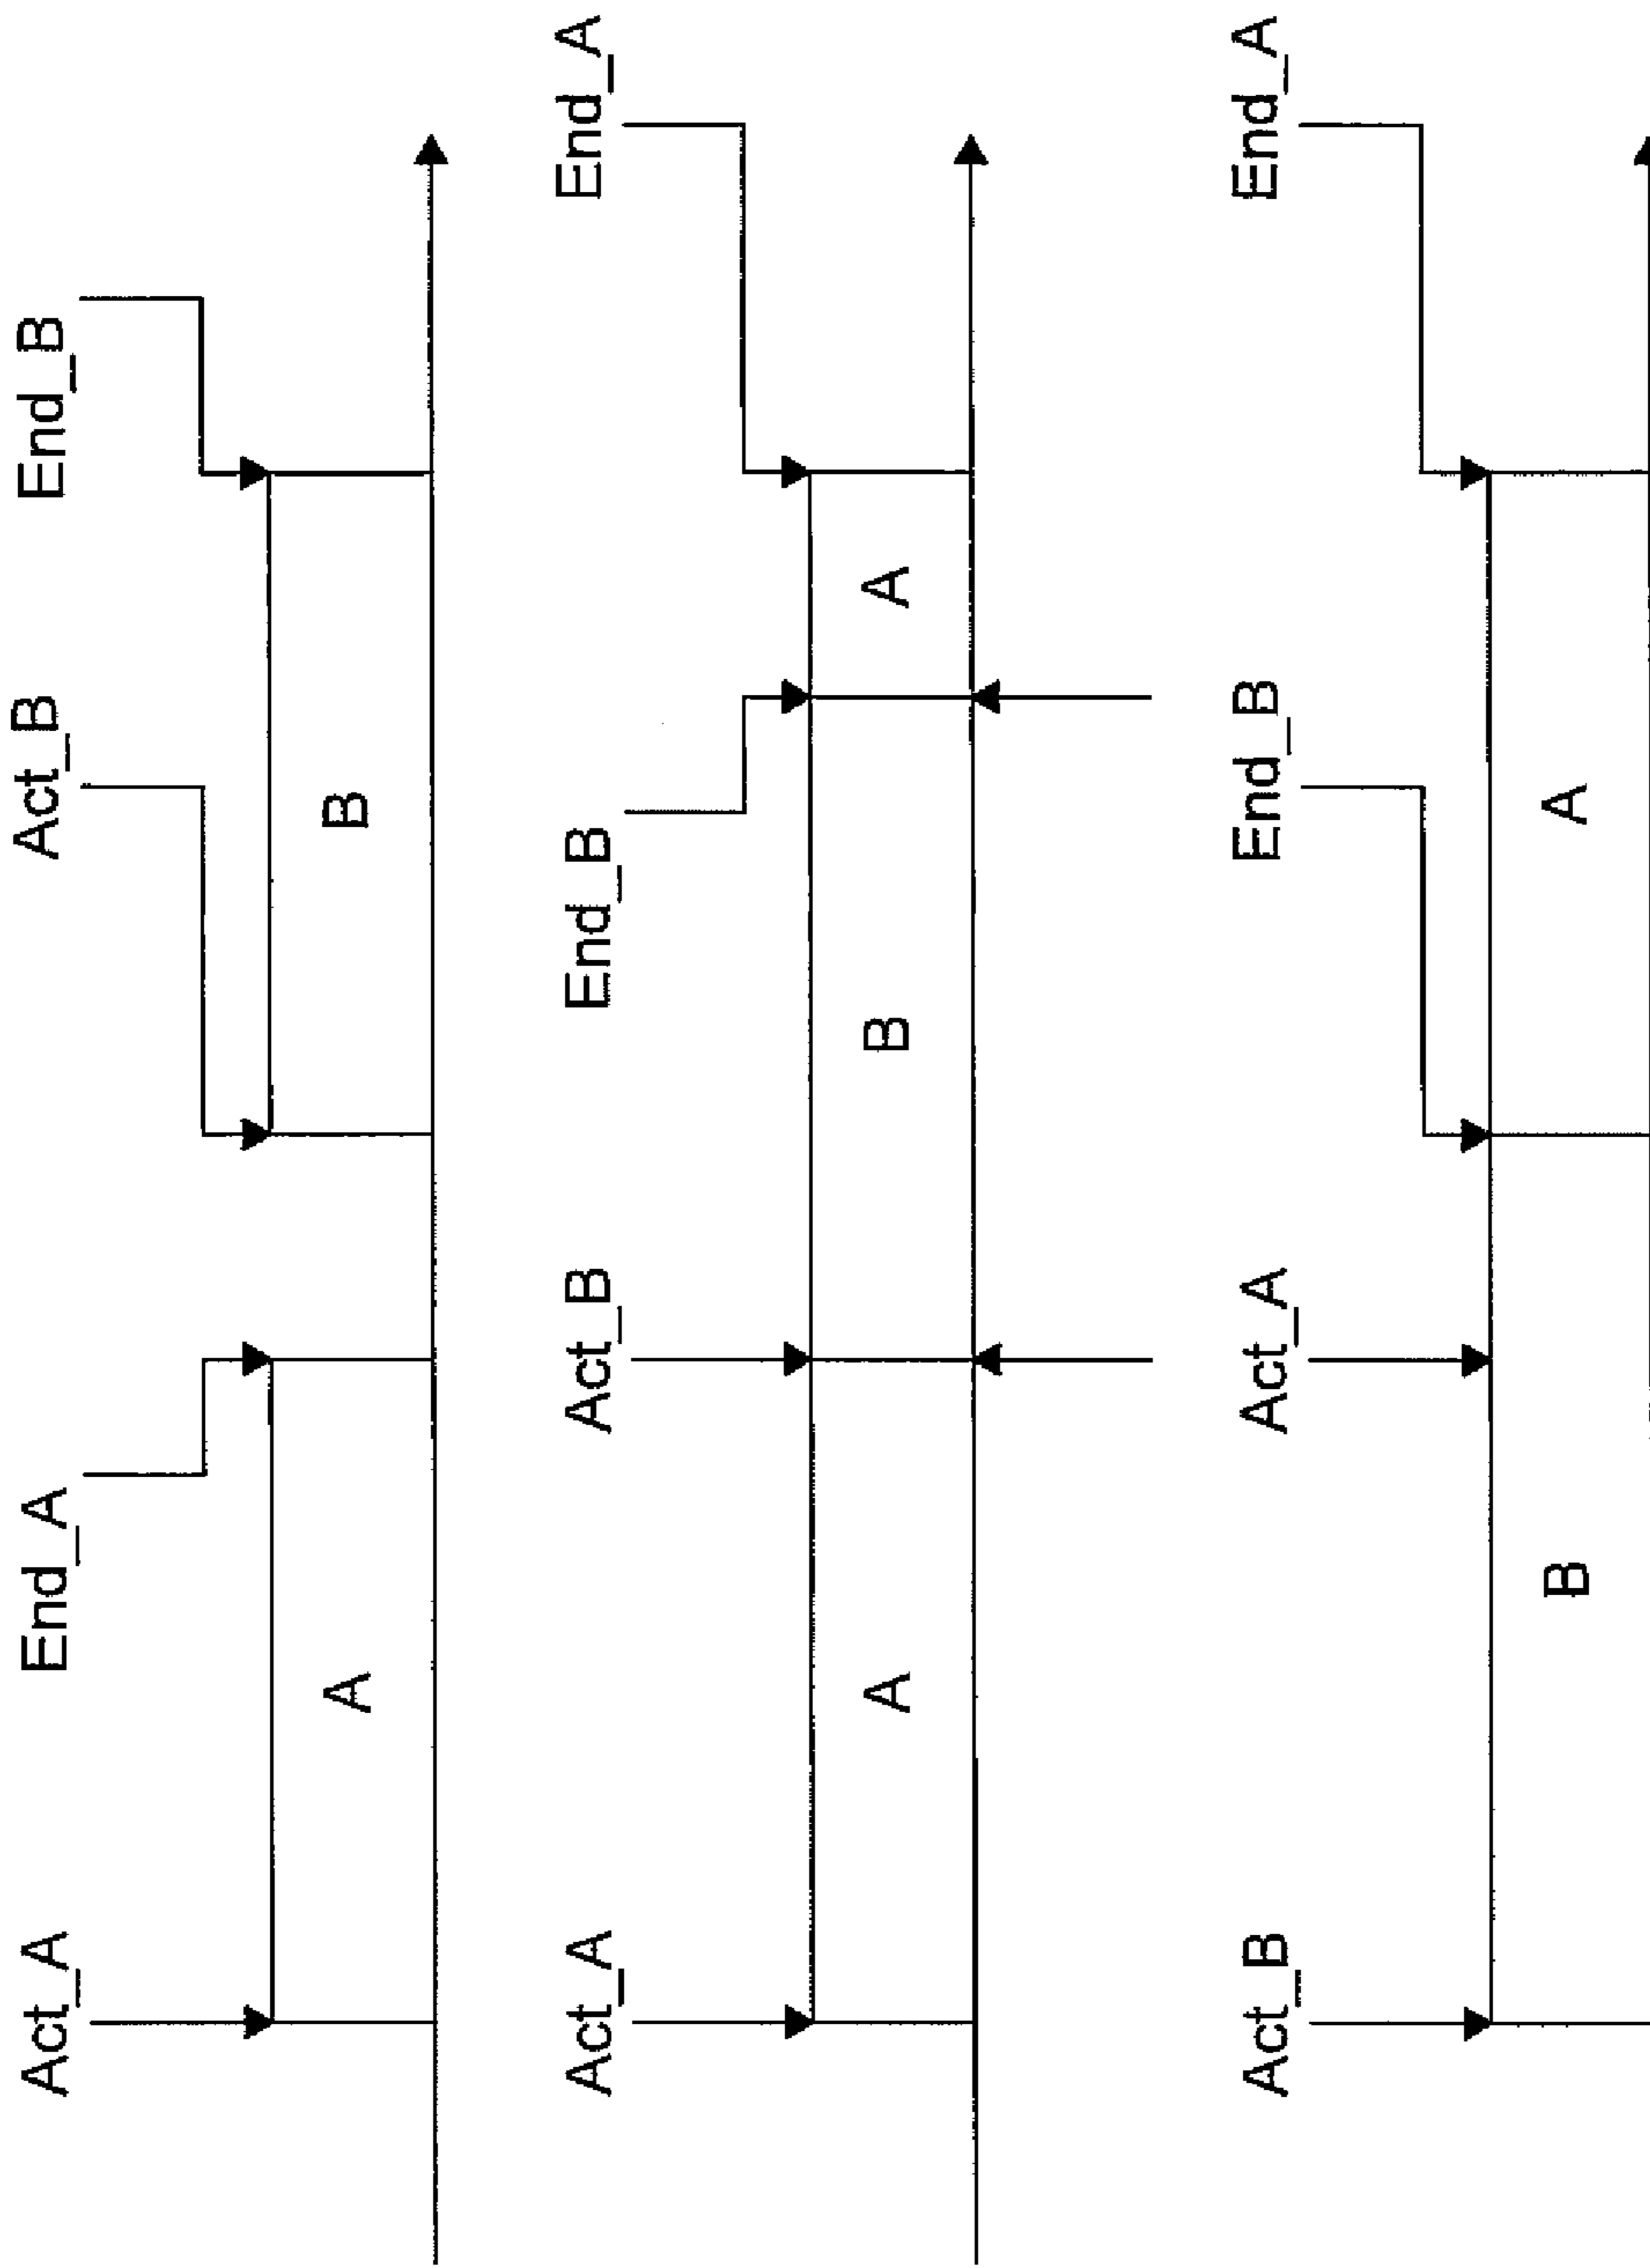 Act_A
End_A
Act_B
End_B
A
B
Act_A
Act_B
End_B
End_A
A
B
A
Act_B
Act_A
End_B
End_A
B
A